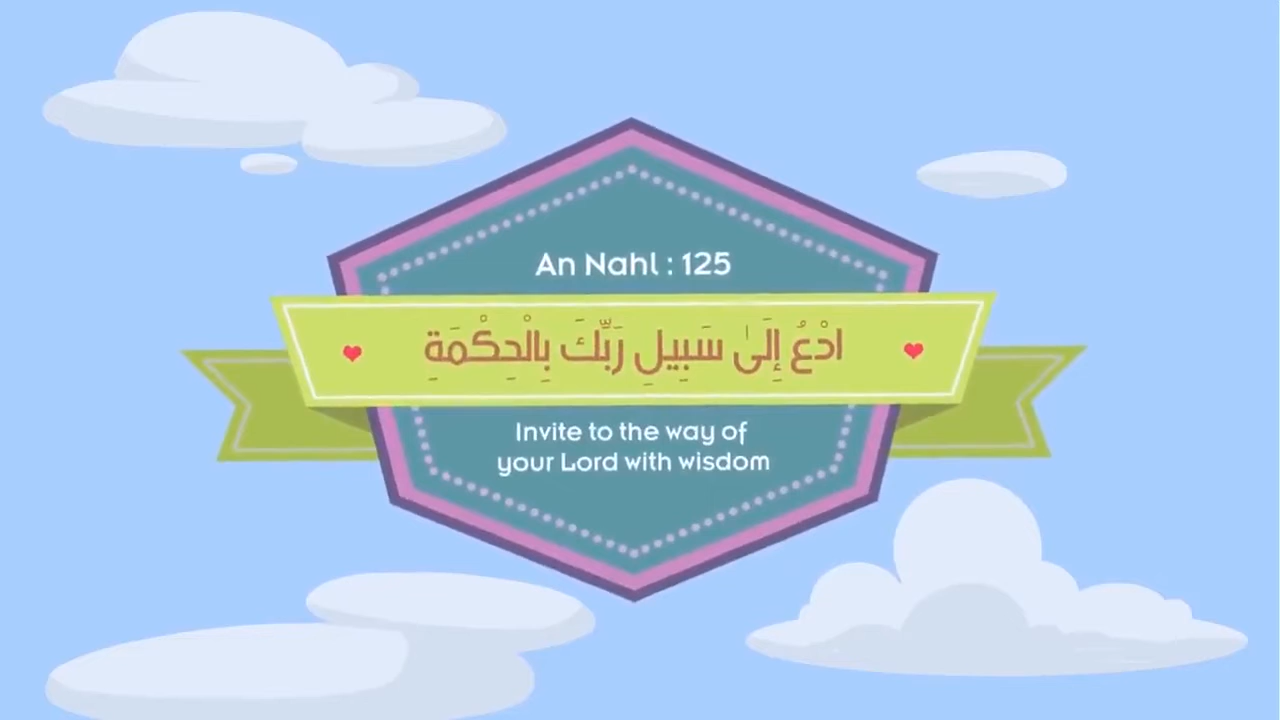 An Nahl : 125
ادْعُ إِلَىٰ سَبِيلِ رَبِّكَ بِالْحِكْمَةِ
Invite to the way of
your Lord with wisdom